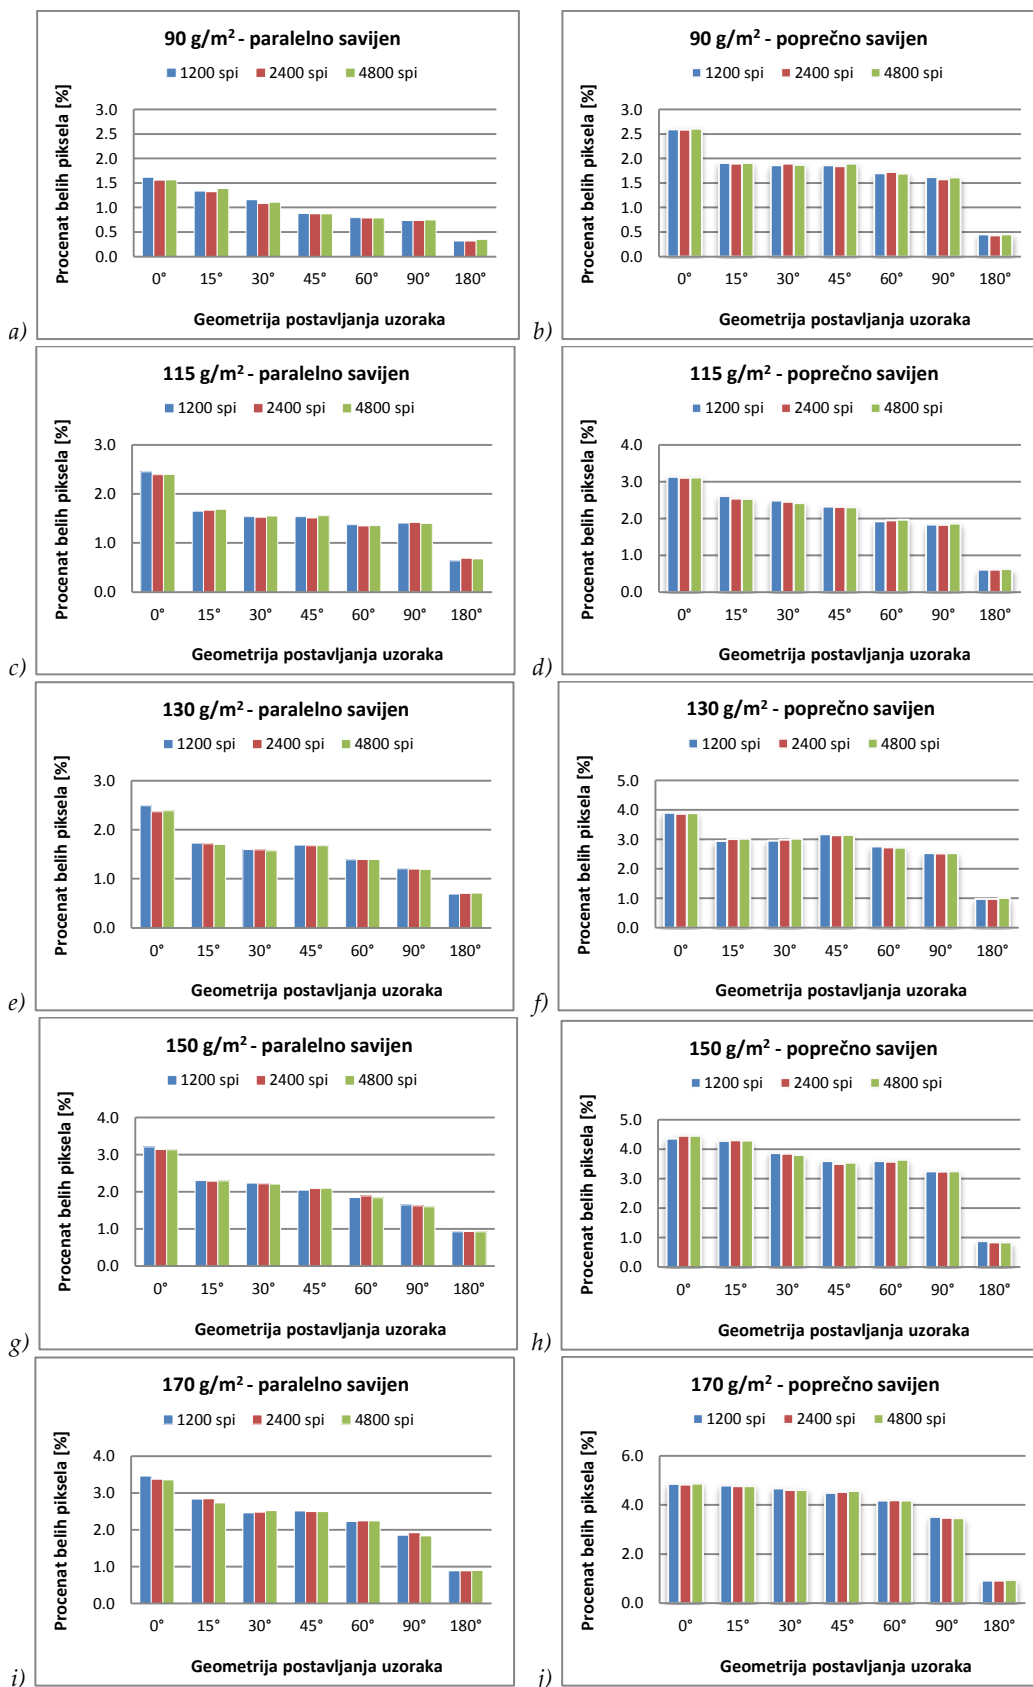 90 g/m² - paralelno savijen
1200 spi 2400 spi 4800 spi
Procenat belih piksela [%]
3.0
2.5
2.0
1.5
1.0
0.5
0.0
0° 15° 30° 45° 60° 90° 180°
Geometrija postavljanja uzoraka
a)
90 g/m² - poprečno savijen
1200 spi 2400 spi 4800 spi
Procenat belih piksela [%]
3.0
2.5
2.0
1.5
1.0
0.5
0.0
0° 15° 30° 45° 60° 90° 180°
Geometrija postavljanja uzoraka
b)
115 g/m² - paralelno savijen
1200 spi 2400 spi 4800 spi
Procenat belih piksela [%]
3.0
2.0
1.0
0.0
0° 15° 30° 45° 60° 90° 180°
Geometrija postavljanja uzoraka
c)
115 g/m² - poprečno savijen
1200 spi 2400 spi 4800 spi
Procenat belih piksela [%]
4.0
3.0
2.0
1.0
0.0
0° 15° 30° 45° 60° 90° 180°
Geometrija postavljanja uzoraka
d)
130 g/m² - paralelno savijen
1200 spi 2400 spi 4800 spi
Procenat belih piksela [%]
3.0
2.0
1.0
0.0
0° 15° 30° 45° 60° 90° 180°
Geometrija postavljanja uzoraka
e)
130 g/m² - poprečno savijen
1200 spi 2400 spi 4800 spi
Procenat belih piksela [%]
5.0
4.0
3.0
2.0
1.0
0.0
0° 15° 30° 45° 60° 90° 180°
Geometrija postavljanja uzoraka
f)
150 g/m² - paralelno savijen
1200 spi 2400 spi 4800 spi
Procenat belih piksela [%]
4.0
3.0
2.0
1.0
0.0
0° 15° 30° 45° 60° 90° 180°
Geometrija postavljanja uzoraka
g)
150 g/m² - poprečno savijen
1200 spi 2400 spi 4800 spi
Procenat belih piksela [%]
5.0
4.0
3.0
2.0
1.0
0.0
0° 15° 30° 45° 60° 90° 180°
Geometrija postavljanja uzoraka
h)
170 g/m² - paralelno savijen
1200 spi 2400 spi 4800 spi
Procenat belih piksela [%]
4.0
3.0
2.0
1.0
0.0
0° 15° 30° 45° 60° 90° 180°
Geometrija postavljanja uzoraka
i)
170 g/m² - poprečno savijen
1200 spi 2400 spi 4800 spi
Procenat belih piksela [%]
6.0
4.0
2.0
0.0
0° 15° 30° 45° 60° 90° 180°
Geometrija postavljanja uzoraka
j)